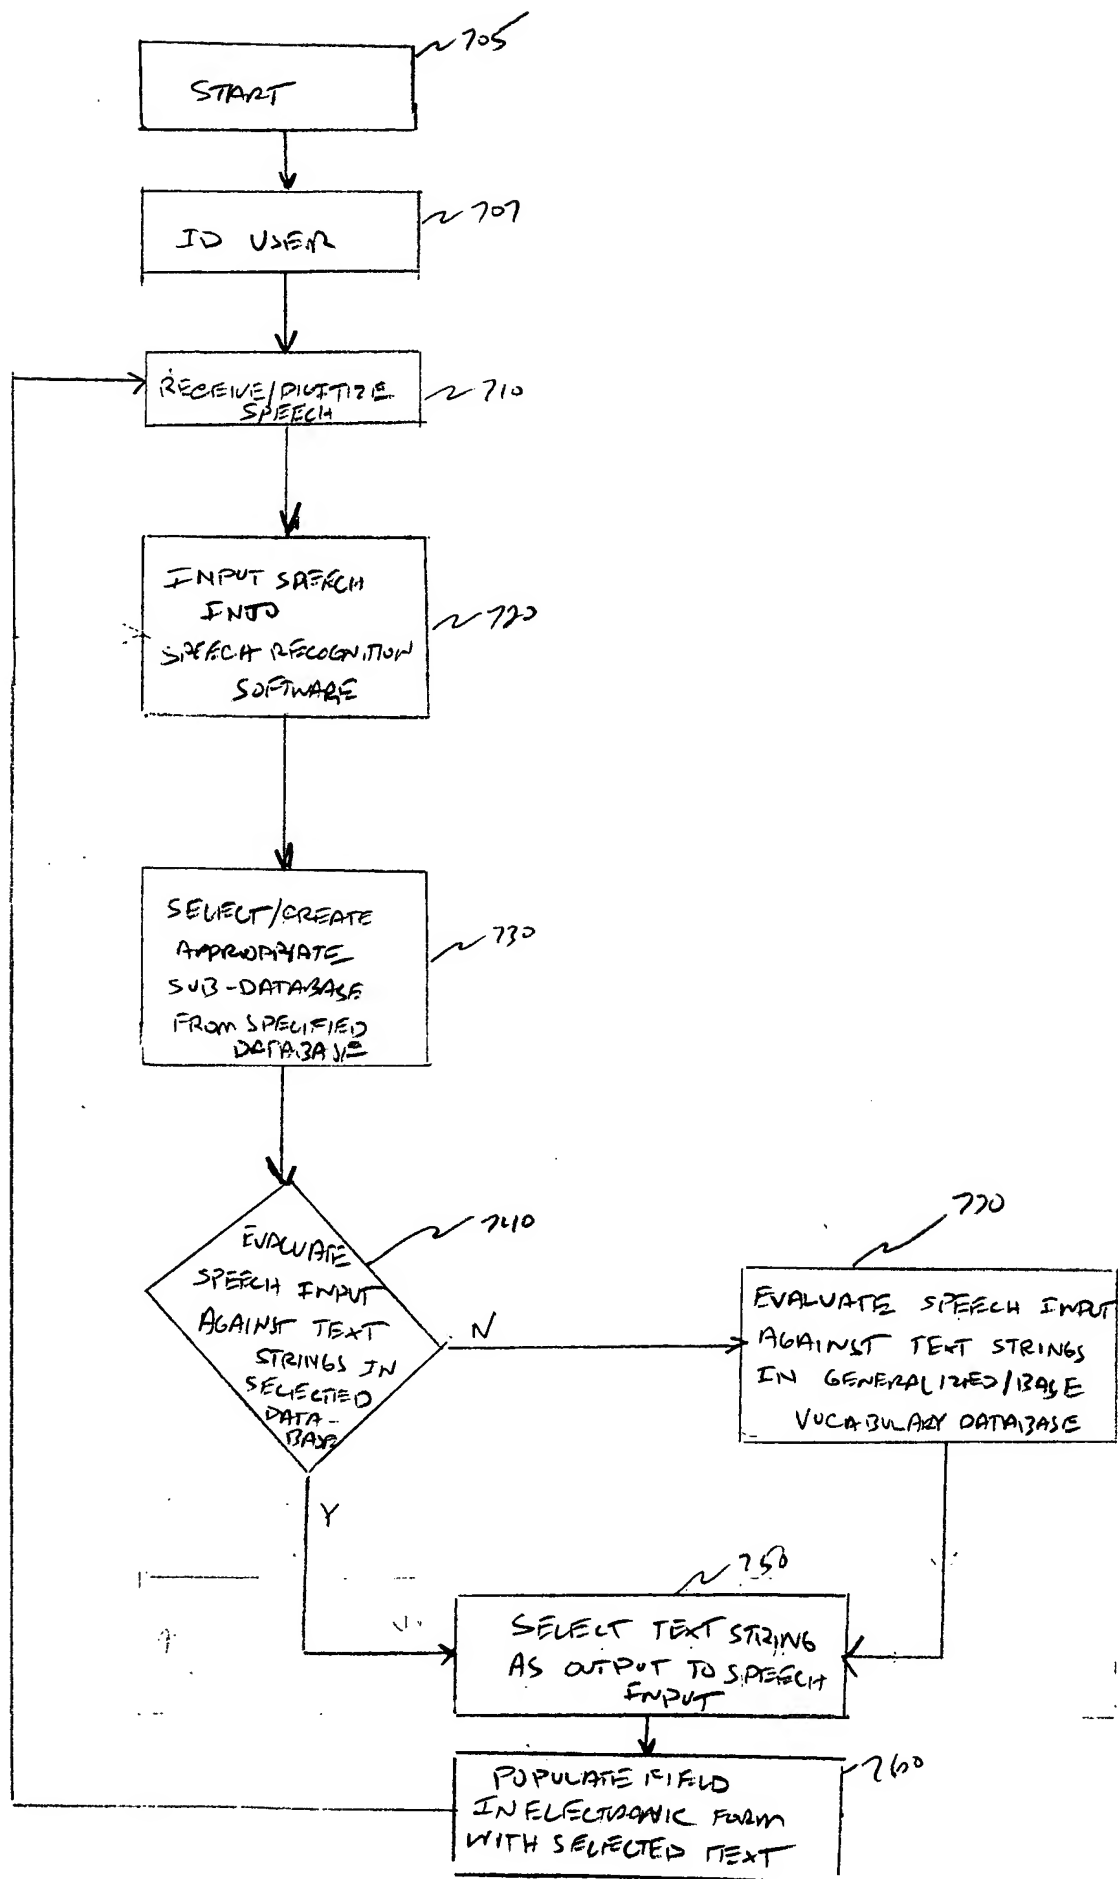 705
START
707
ID USER
RECEIVE/DIGITIZE
SPEECH
710
INPUT SPEECH
INTO
SPEECH RECOGNITION
SOFTWARE
720
SELECT/CREATE
APPROPRIATE
SUB-DATABASE
FROM SPECIFIED
DATABASE
730
EVALUATE
SPEECH INPUT
AGAINST TEXT
STRINGS IN
SELECTED
DATA-
BASE
740
N
Y
770
EVALUATE SPEECH INPUT
AGAINST TEXT STRINGS
IN GENERALIZED/BASE
VOCABULARY DATABASE
750
SELECT TEXT STRING
AS OUTPUT TO SPEECH
INPUT
760
POPULATE FIELD
IN ELECTRONIC FORM
WITH SELECTED TEXT